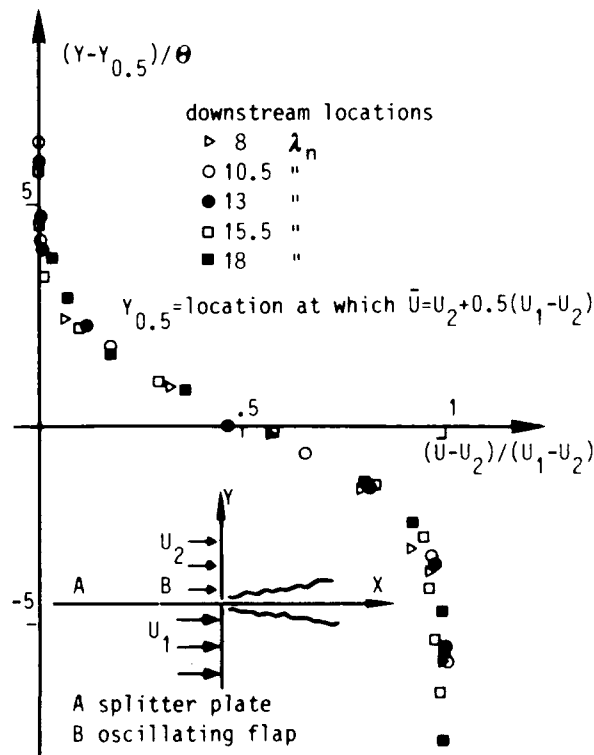 (Y-Y0.5)/Θ
downstream locations
▷ 8 λn
○ 10.5 "
● 13 "
□ 15.5 "
■ 18 "
5
Y0.5=location at which Ū=U2+0.5(U1-U2)
.5
1
(Ū-U2)/(U1-U2)
Y
U2
A
B
X
-5
U1
A splitter plate
B oscillating flap